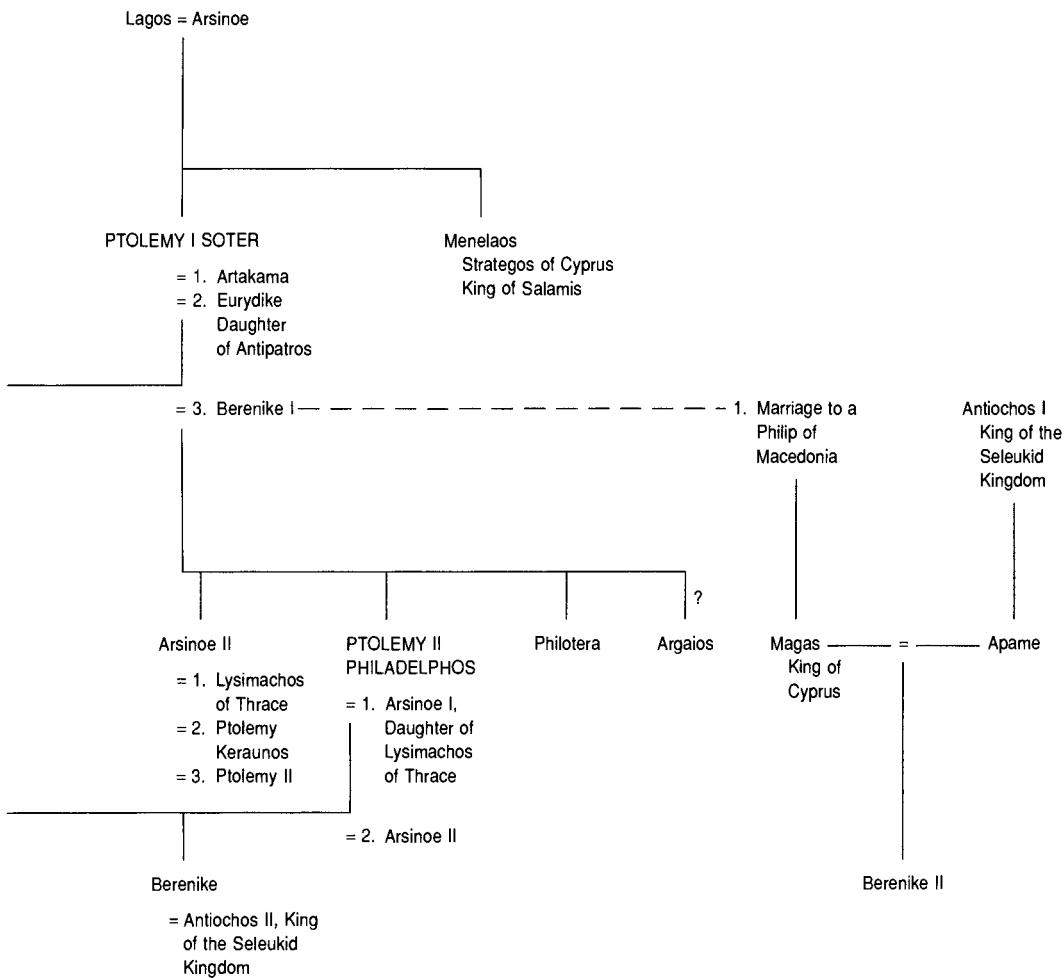 Lagos = Arsinoe
PTOLEMY I SOTER
= 1. Artakama
= 2. Eurydike
Daughter
of Antipatros
Menelaos
Strategos of Cyprus
King of Salamis
= 3. Berenike I
1. Marriage to a
Philip of
Macedonia
Antiochos I
King of the
Seleukid
Kingdom
?
Arsinoe II
= 1. Lysimachos
of Thrace
= 2. Ptolemy
Keraunos
= 3. Ptolemy II
PTOLEMY II
PHILADELPHOS
= 1. Arsinoe I,
Daughter of
Lysimachos
of Thrace
= 2. Arsinoe II
Philotera
Argaios
Magas
King of
Cyprus
=
Apame
Berenike
= Antiochos II, King
of the Seleukid
Kingdom
Berenike II